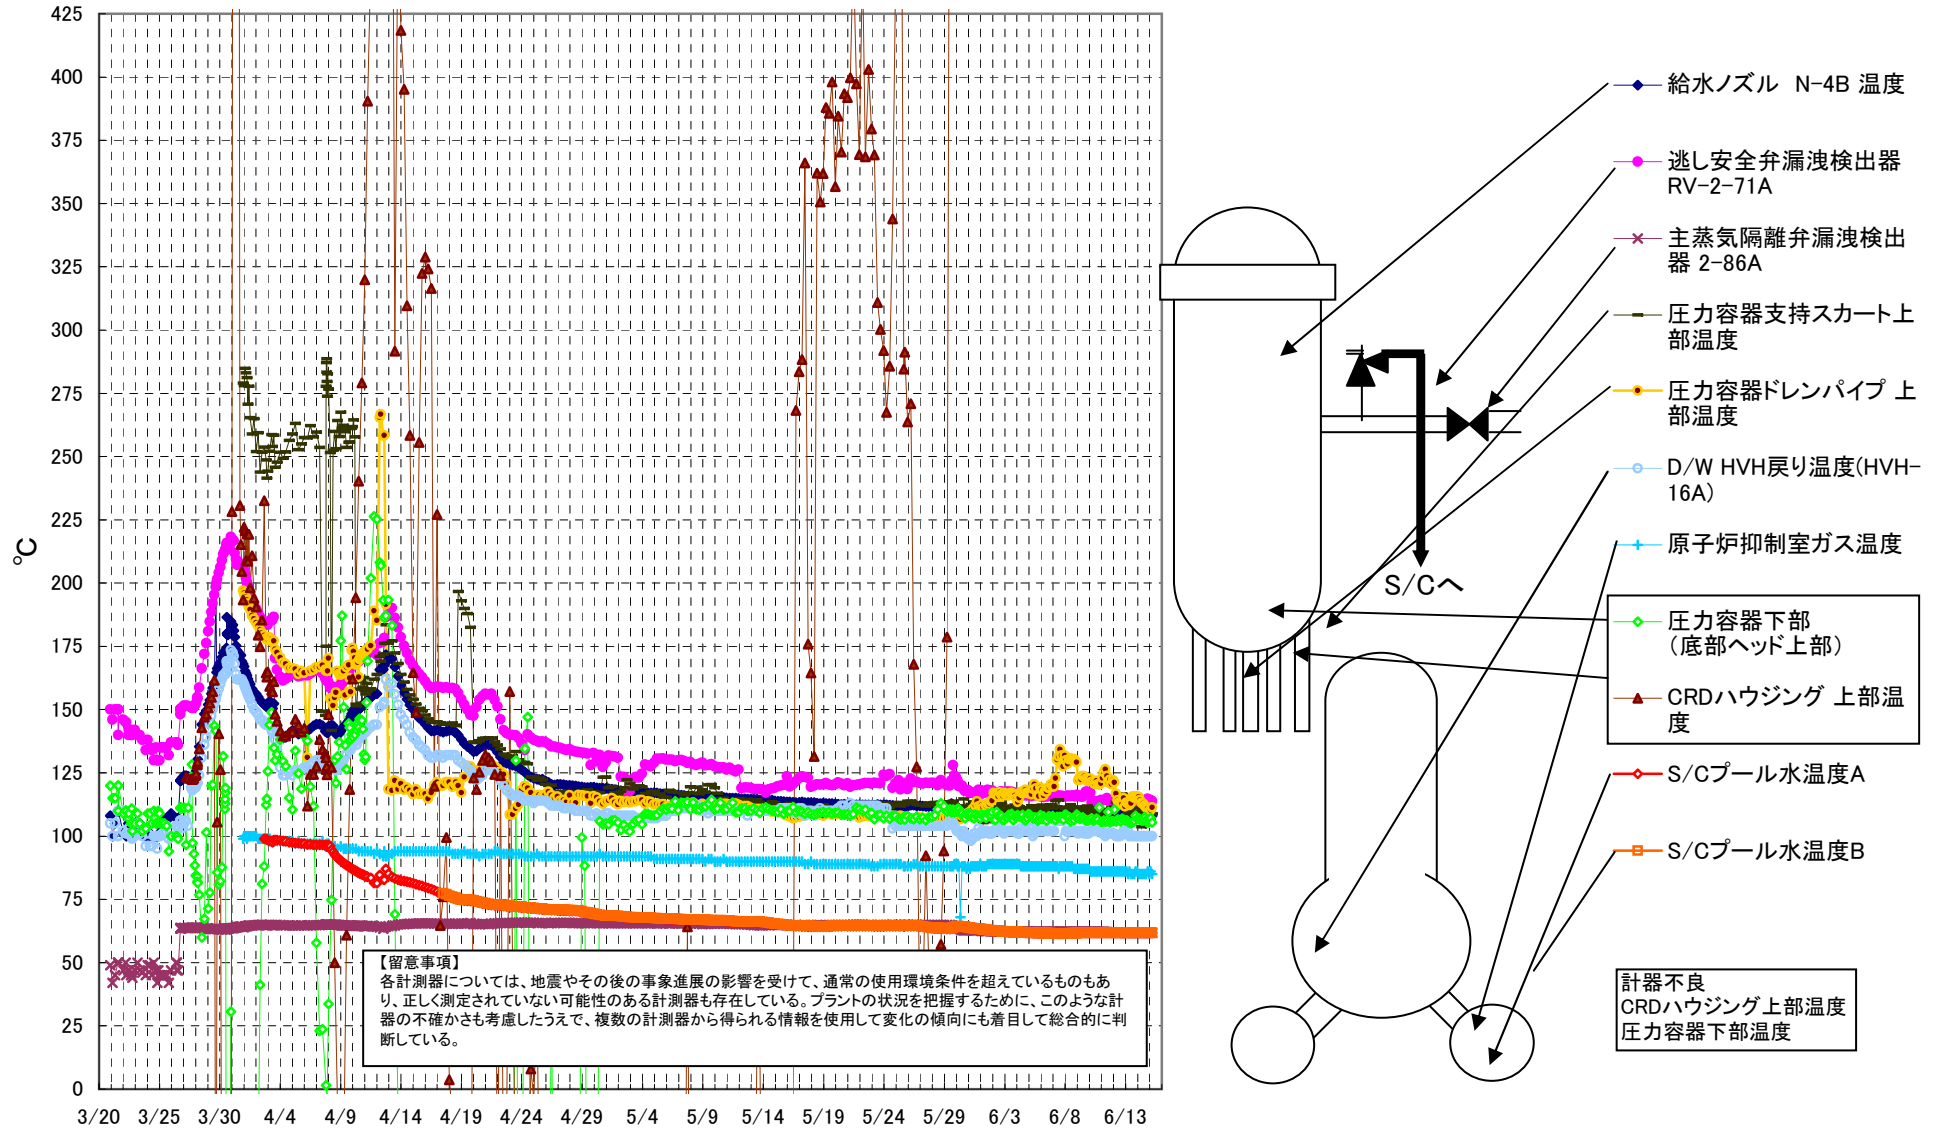 425
400
375
350
325
300
275
250
225
200
175
150
125
100
75
50
25
0
℃
3/20 3/25 3/30 4/4 4/9 4/14 4/19 4/24 4/29 5/4 5/9 5/14 5/19 5/24 5/29 6/3 6/8 6/13
【留意事項】
各計測器については、地震やその後の事象進展の影響を受けて、通常の使用環境条件を超えているものもあ
り、正しく測定されていない可能性のある計測器も存在している。プラントの状況を把握するために、このような計
器の不確かさも考慮したうえで、複数の計測器から得られる情報を使用して変化の傾向にも着目して総合的に判
断している。
S/Cへ
給水ノズル N-4B 温度
逃し安全弁漏洩検出器
RV-2-71A
主蒸気隔離弁漏洩検出
器 2-86A
圧力容器支持スカート上
部温度
圧力容器ドレンパイプ 上
部温度
D/W HVH戻り温度(HVH-
16A)
原子炉抑制室ガス温度
圧力容器下部
(底部ヘッド上部)
CRDハウジング 上部温
度
S/Cプール水温度A
S/Cプール水温度B
計器不良
CRDハウジング上部温度
圧力容器下部温度